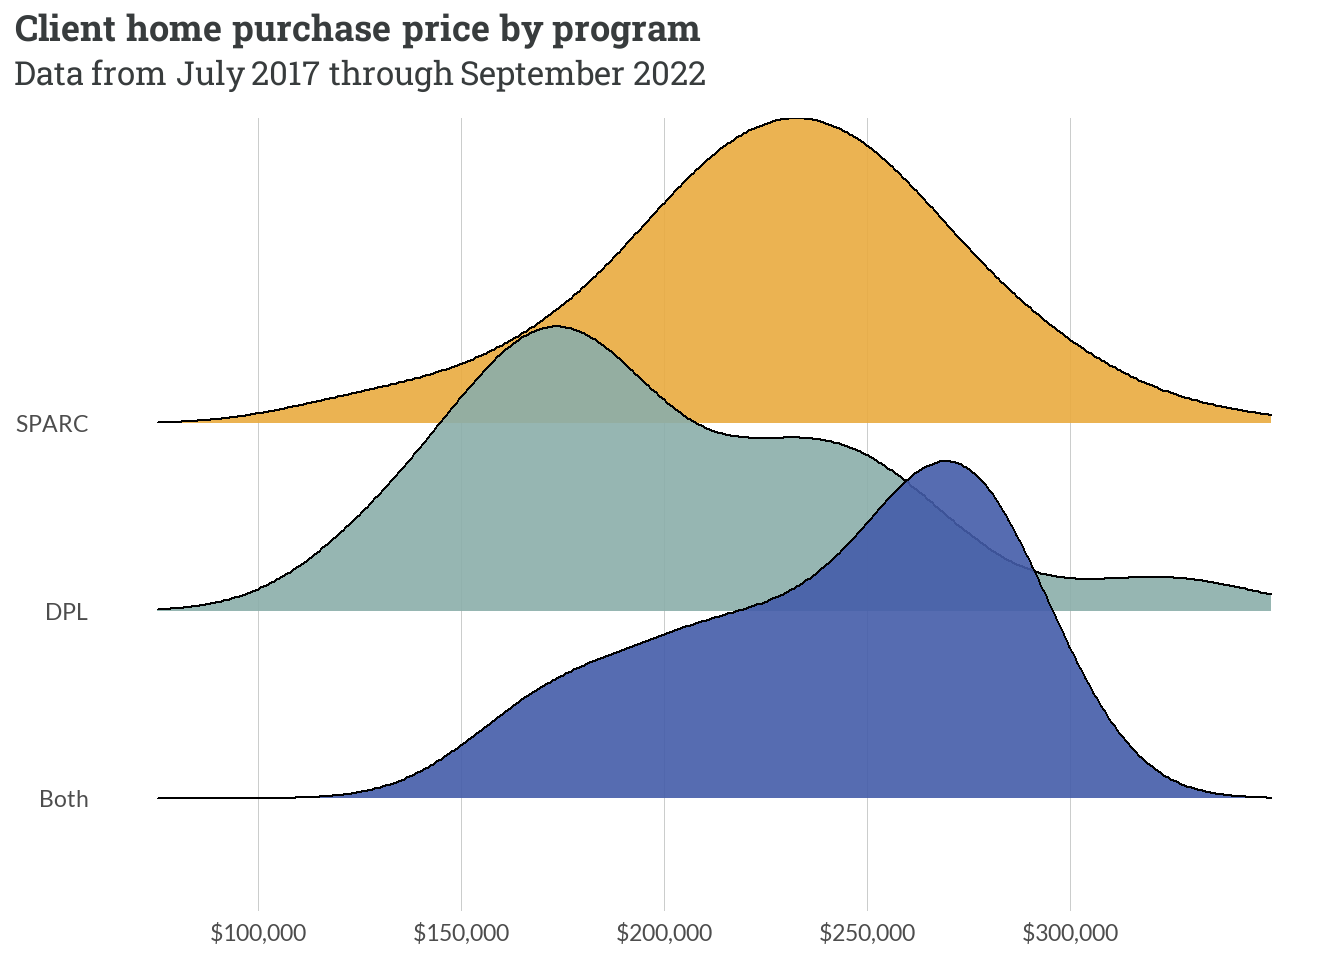 Client home purchase price by program
Data from July 2017 through September 2022
SPARC
DPL
Both
$100,000
$150,000
$200,000
$250,000
$300,000